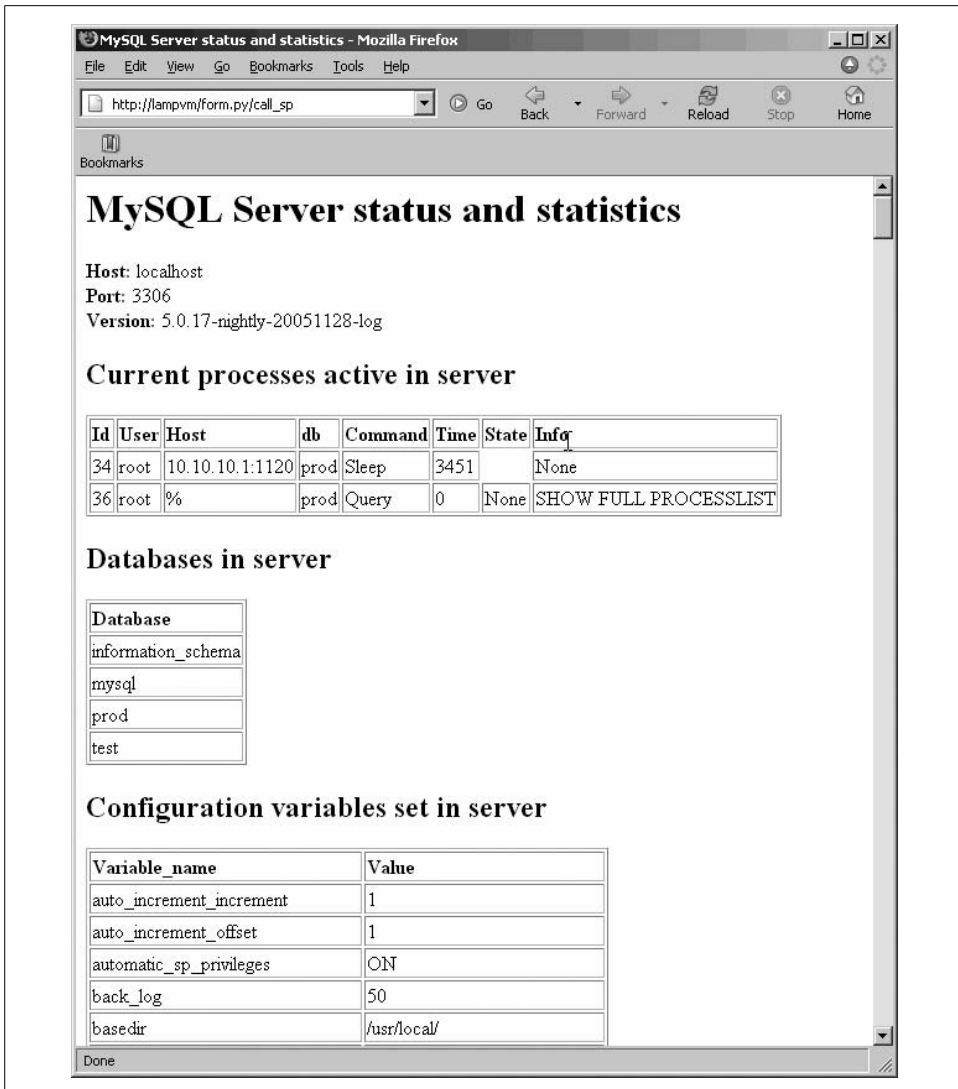 MySQL Server status and statistics - Mozilla Firefox
File Edit View Go Bookmarks Tools Help
http://lampvm/form.py/call_sp Go Back Forward Reload Stop Home
Bookmarks
MySQL Server status and statistics
Host: localhost
Port: 3306
Version: 5.0.17-nightly-20051128-log
Current processes active in server
Id User Host db Command Time State Info
34 root 10.10.10.1:1120 prod Sleep 3451 None
36 root % prod Query 0 None SHOW FULL PROCESSLIST
Databases in server
Database
information_schema
mysql
prod
test
Configuration variables set in server
Variable_name Value
auto_increment_increment 1
auto_increment_offset 1
automatic_sp_privileges ON
back_log 50
basedir /usr/local/
Done